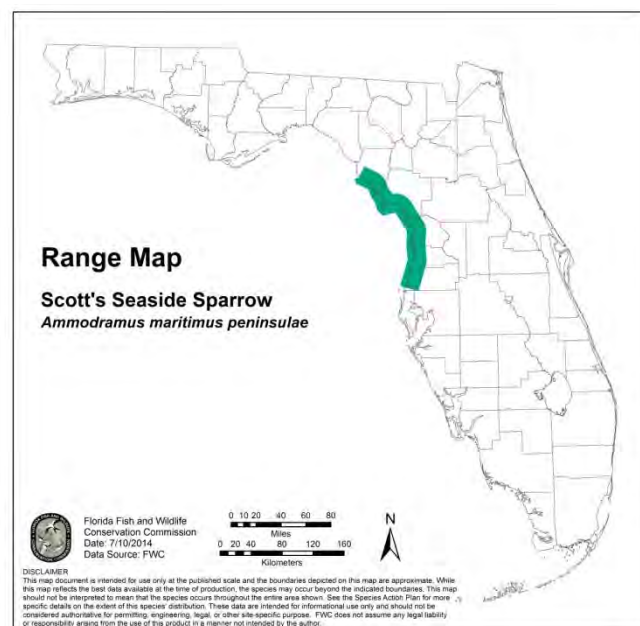 Range Map
Scott's Seaside Sparrow
Ammodramus maritimus peninsulae
Florida Fish and Wildlife
Conservation Commission
Date: 7/10/2014
Data Source: FWC
0 10 20 40 60 80
Miles
0 20 40 80 120 160
Kilometers
N
DISCLAIMER
This map document is intended for use only at the published scale and the boundaries depicted on this map are approximate. While
this map reflects the best data available at the time of production, the species may occur beyond the indicated boundaries. This map
should not be interpreted to mean that the species occurs throughout the entire area shown. See the Species Action Plan for more
specific details on the extent of this species' distribution. These data are intended for informational use only and should not be
considered authoritative for permitting, engineering, legal, or other site-specific purpose. FWC does not assume any legal liability
or responsibility arising from the use of this product in a manner not intended by the author.